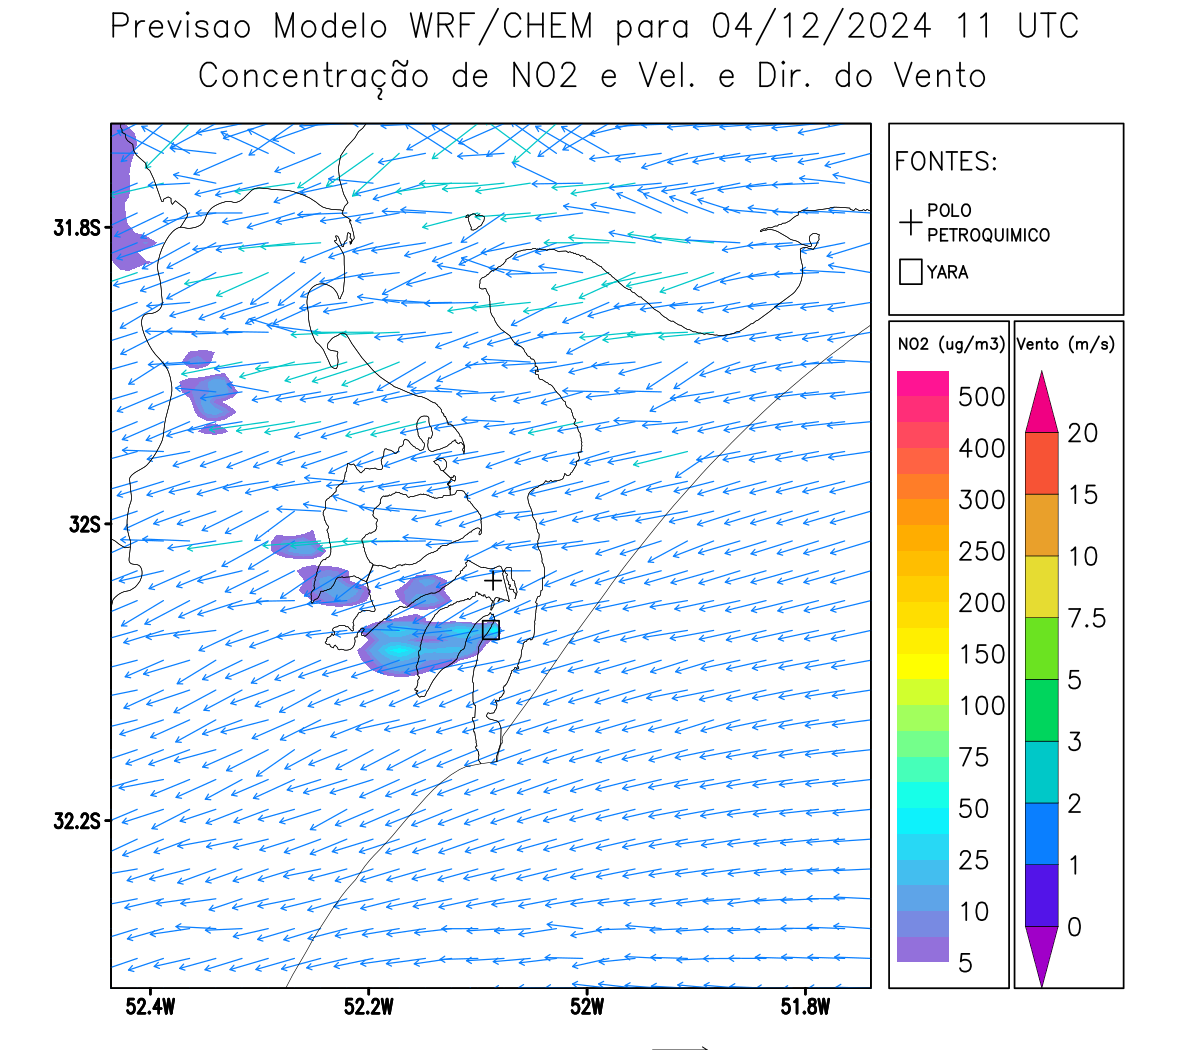 Previsao Modelo WRF/CHEM para 04/12/2024 11 UTC
Concentração de NO2 e Vel. e Dir. do Vento
31.8S
32S
32.2S
52.4W 52.2W 52W 51.8W
FONTES:
POLO
PETROQUIMICO
YARA
NO2 (ug/m3)
500
400
300
250
200
150
100
75
50
25
10
5
Vento (m/s)
20
15
10
7.5
5
3
2
1
0